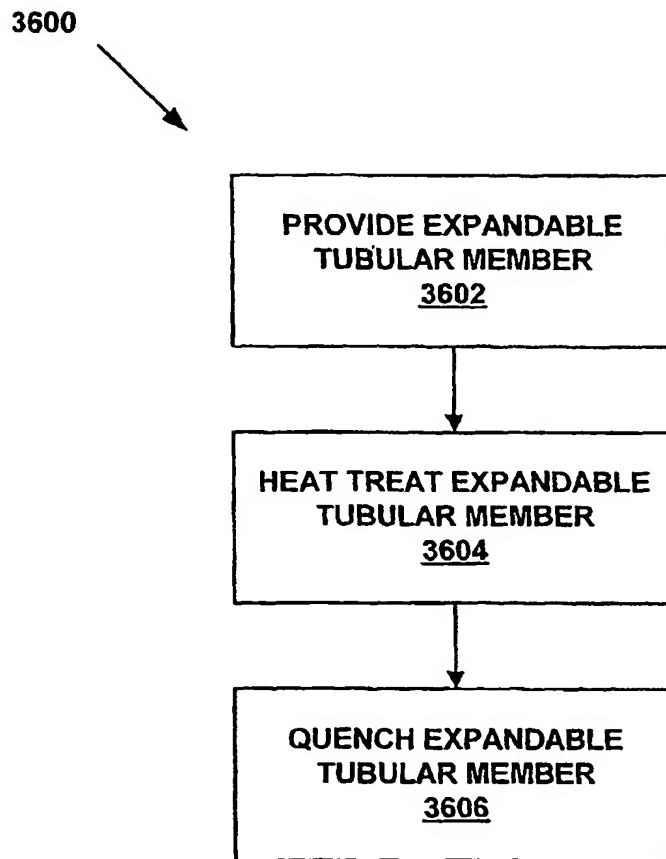 3600
PROVIDE EXPANDABLE
TUBULAR MEMBER
3602
HEAT TREAT EXPANDABLE
TUBULAR MEMBER
3604
QUENCH EXPANDABLE
TUBULAR MEMBER
3606